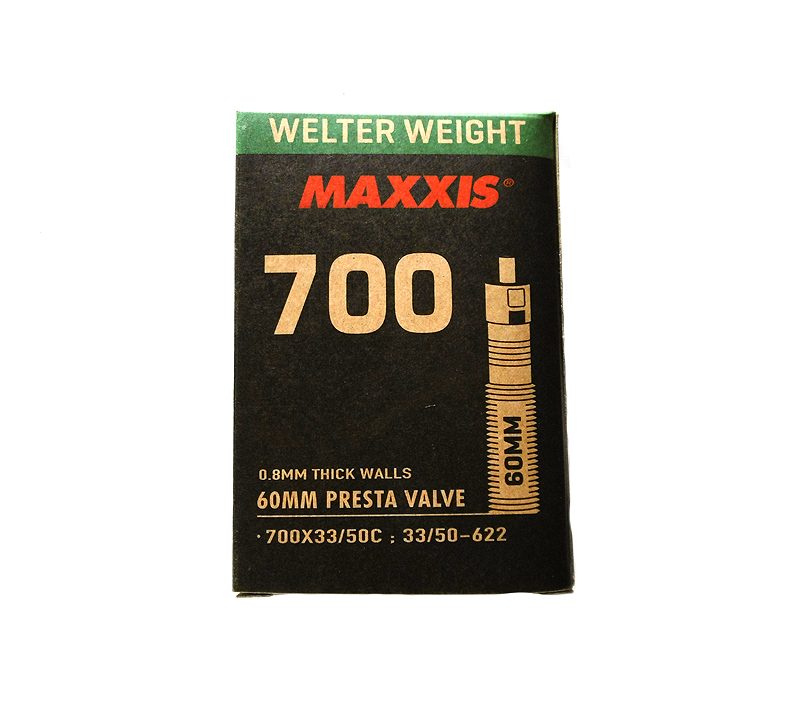 WELTER WEIGHT
MAXXIS®
700
60MM
0.8MM THICK WALLS
60MM PRESTA VALVE
·700X33/50C ; 33/50-622